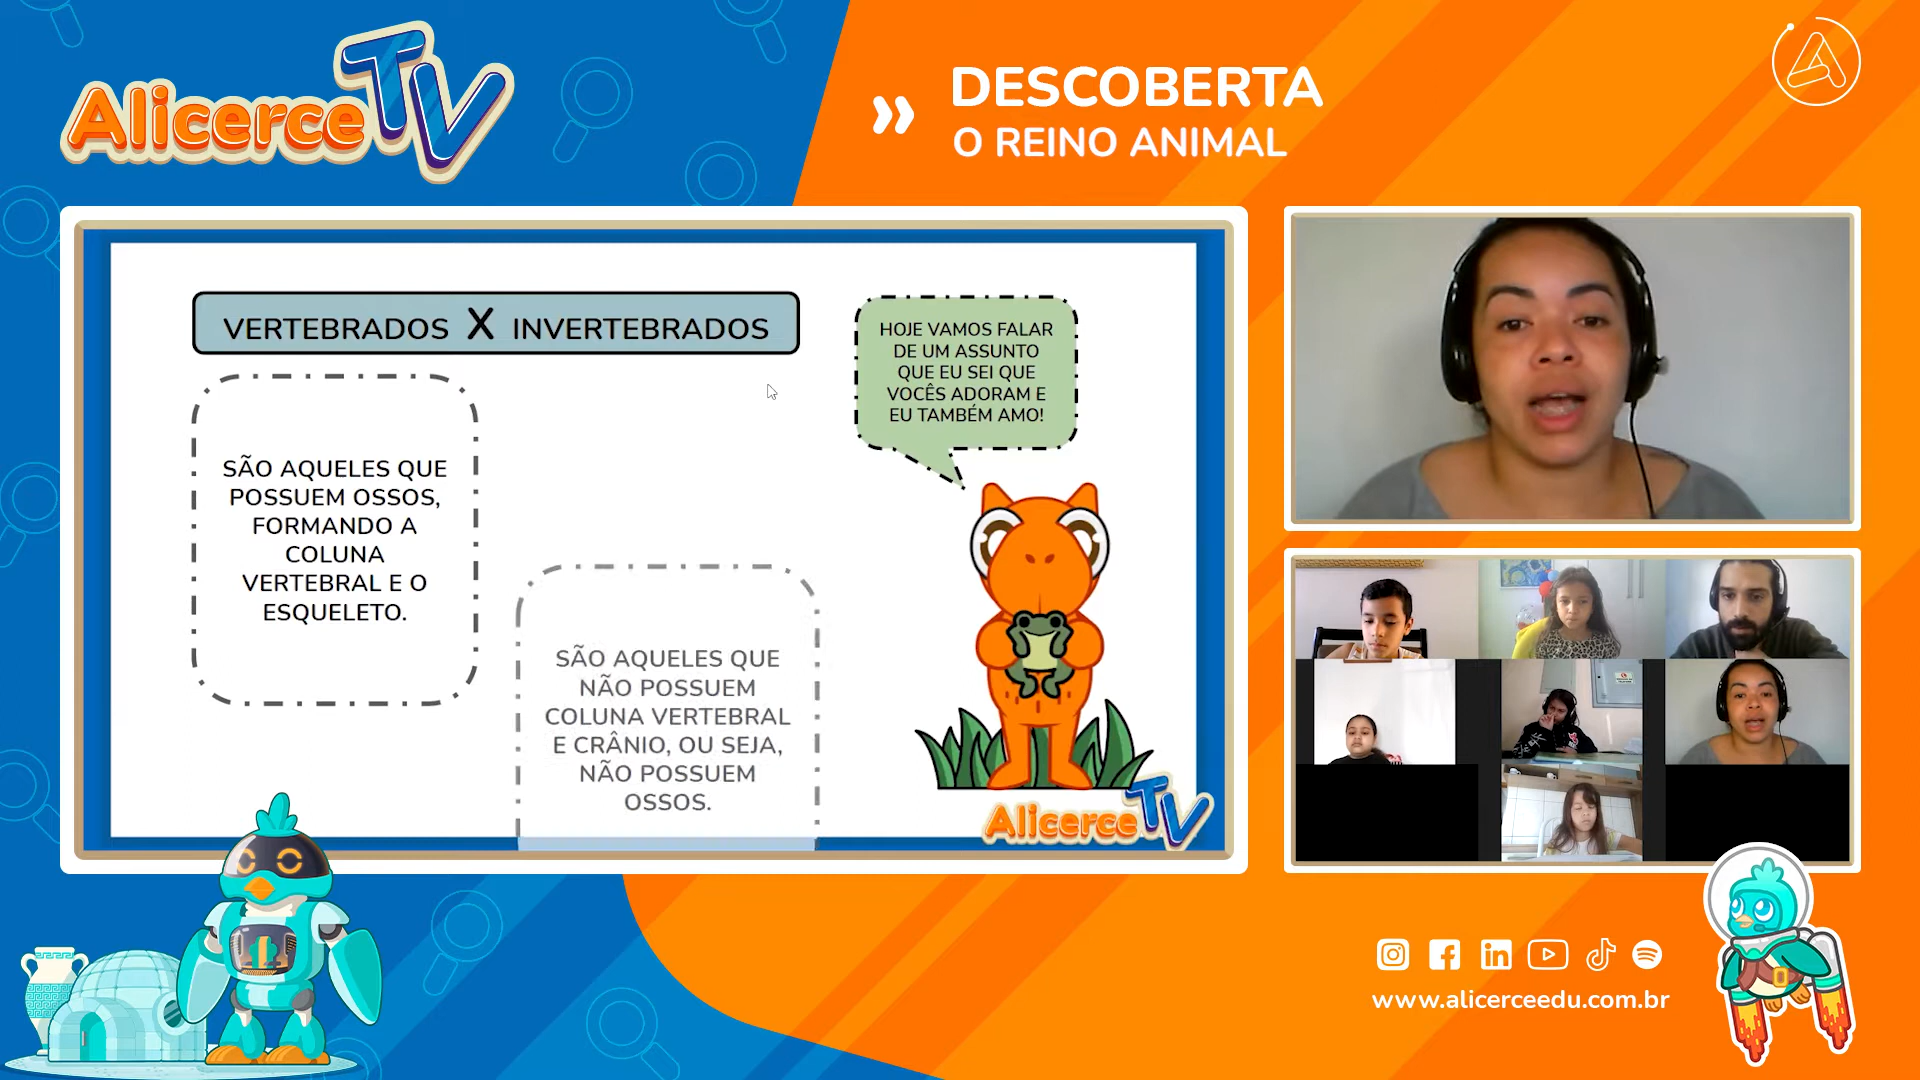 Alicerce TV
DESCOBERTA
O REINO ANIMAL
VERTEBRADOS X INVERTEBRADOS
SÃO AQUELES QUE
POSSUEM OSSOS,
FORMANDO A
COLUNA
VERTEBRAL E O
ESQUELETO.
SÃO AQUELES QUE
NÃO POSSUEM
COLUNA VERTEBRAL
E CRÂNIO, OU SEJA,
NÃO POSSUEM
OSSOS.
HOJE VAMOS FALAR
DE UM ASSUNTO
QUE EU SEI QUE
VOCÊS ADORAM E
EU TAMBÉM AMO!
Alicerce TV
www.alicerceedu.com.br